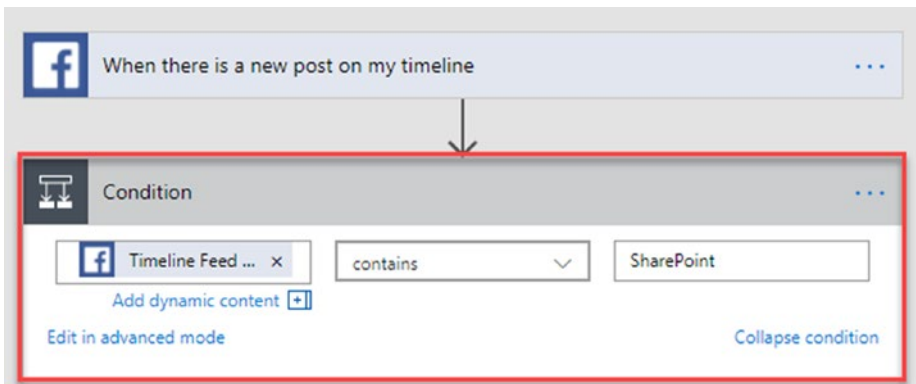 When there is a new post on my timeline
Condition
Timeline Feed ... ×
contains
SharePoint
Add dynamic content
Edit in advanced mode
Collapse condition